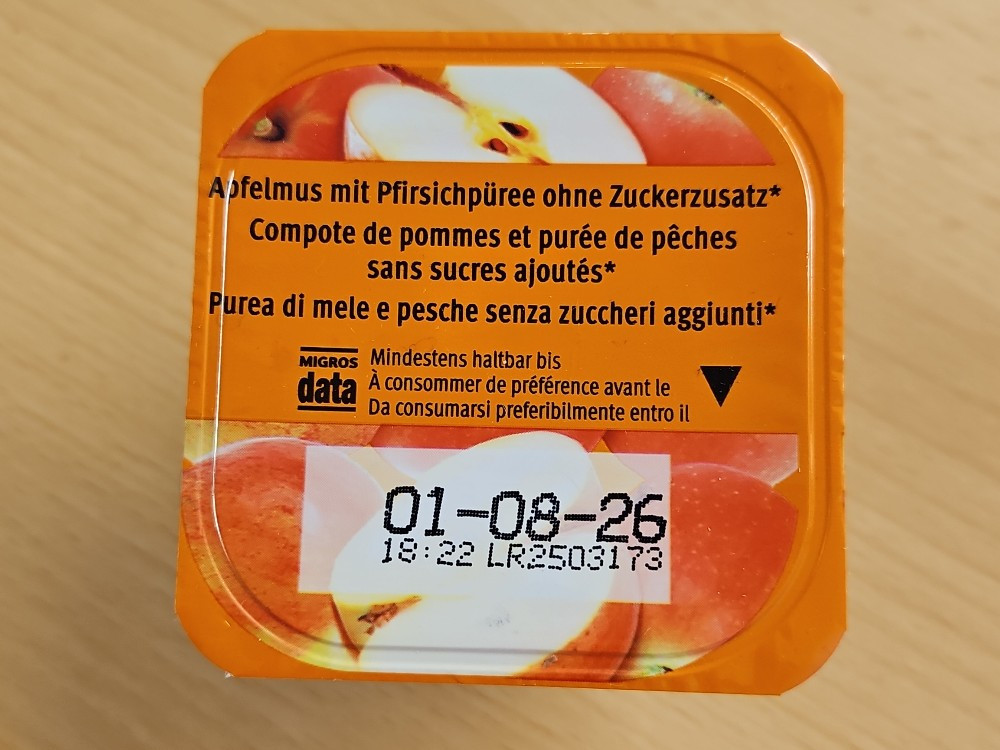 Apfelmus mit Pfirsichpüree ohne Zuckerzusatz*
Compote de pommes et purée de pêches
sans sucres ajoutés*
Purea di mele e pesche senza zuccheri aggiunti*
MIGROS
data
Mindestens haltbar bis
À consommer de préférence avant le
Da consumarsi preferibilmente entro il
01-08-26
18:22 LR2503173